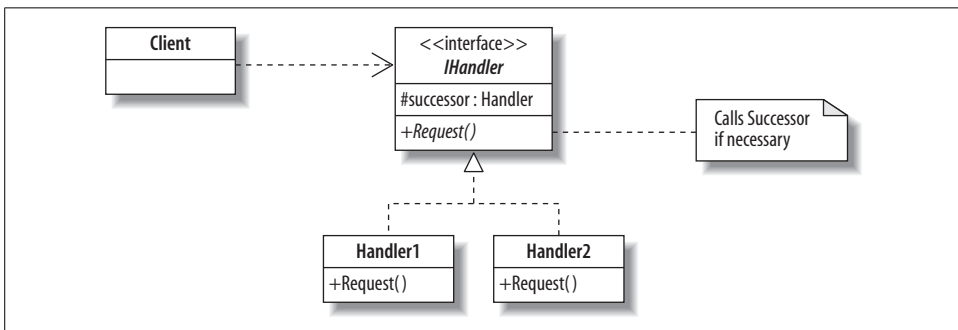 Client
<<interface>>
IHandler
#successor : Handler
+Request()
Calls Successor
if necessary
Handler1
+Request()
Handler2
+Request()